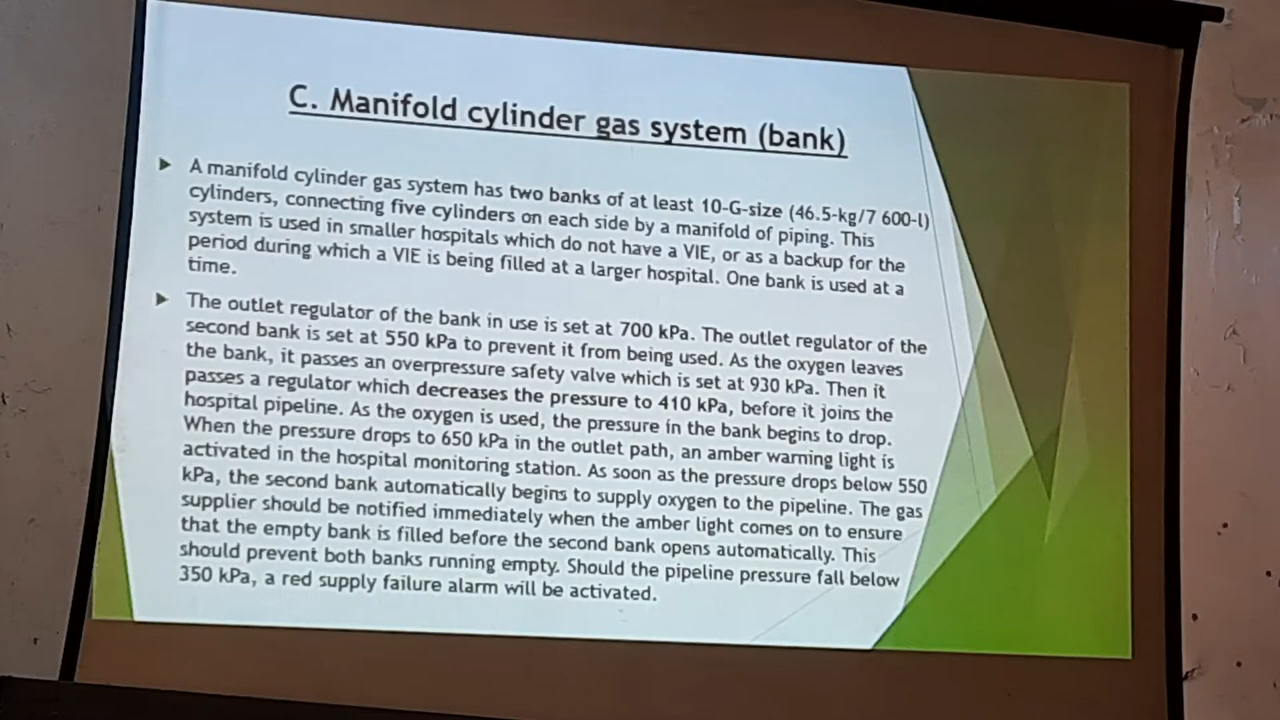 C. Manifold cylinder gas system (bank)
A manifold cylinder gas system has two banks of at least 10-G-size (46.5-kg/7 600-l)
cylinders, connecting five cylinders on each side by a manifold of piping. This
system is used in smaller hospitals which do not have a VIE, or as a backup for the
period during which a VIE is being filled at a larger hospital. One bank is used at a
time.
The outlet regulator of the bank in use is set at 700 kPa. The outlet regulator of the
second bank is set at 550 kPa to prevent it from being used. As the oxygen leaves
the bank, it passes an overpressure safety valve which is set at 930 kPa. Then it
passes a regulator which decreases the pressure to 410 kPa, before it joins the
hospital pipeline. As the oxygen is used, the pressure in the bank begins to drop.
When the pressure drops to 650 kPa in the outlet path, an amber warning light is
activated in the hospital monitoring station. As soon as the pressure drops below 550
kPa, the second bank automatically begins to supply oxygen to the pipeline. The gas
supplier should be notified immediately when the amber light comes on to ensure
that the empty bank is filled before the second bank opens automatically. This
should prevent both banks running empty. Should the pipeline pressure fall below
350 kPa, a red supply failure alarm will be activated.